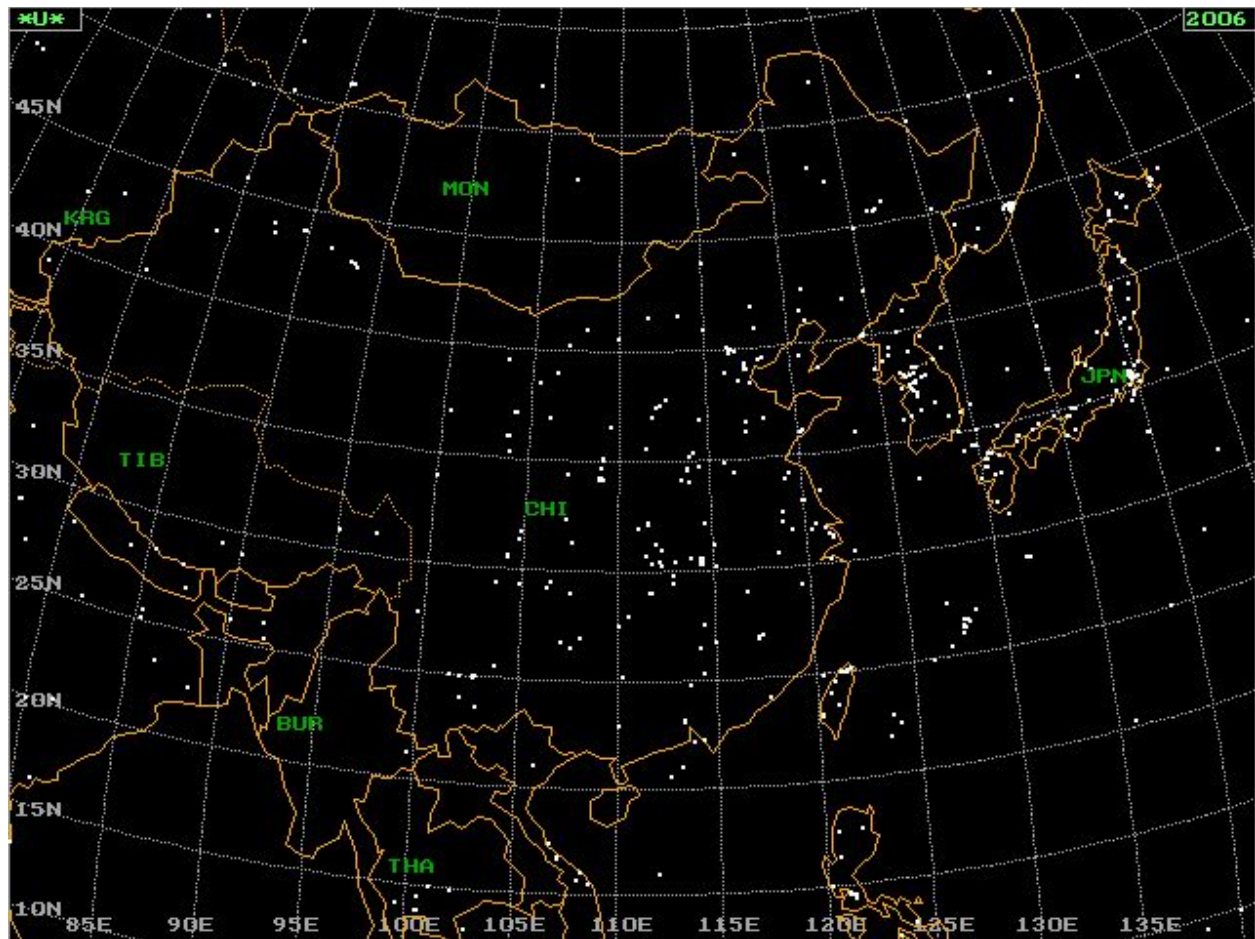 *U* 2006
45N
MON
KRG
40N
35N
JPN
TIB
30N
CHI
25N
20N
BUR
15N
THA
10N 85E 90E 95E 100E 105E 110E 115E 120E 125E 130E 135E